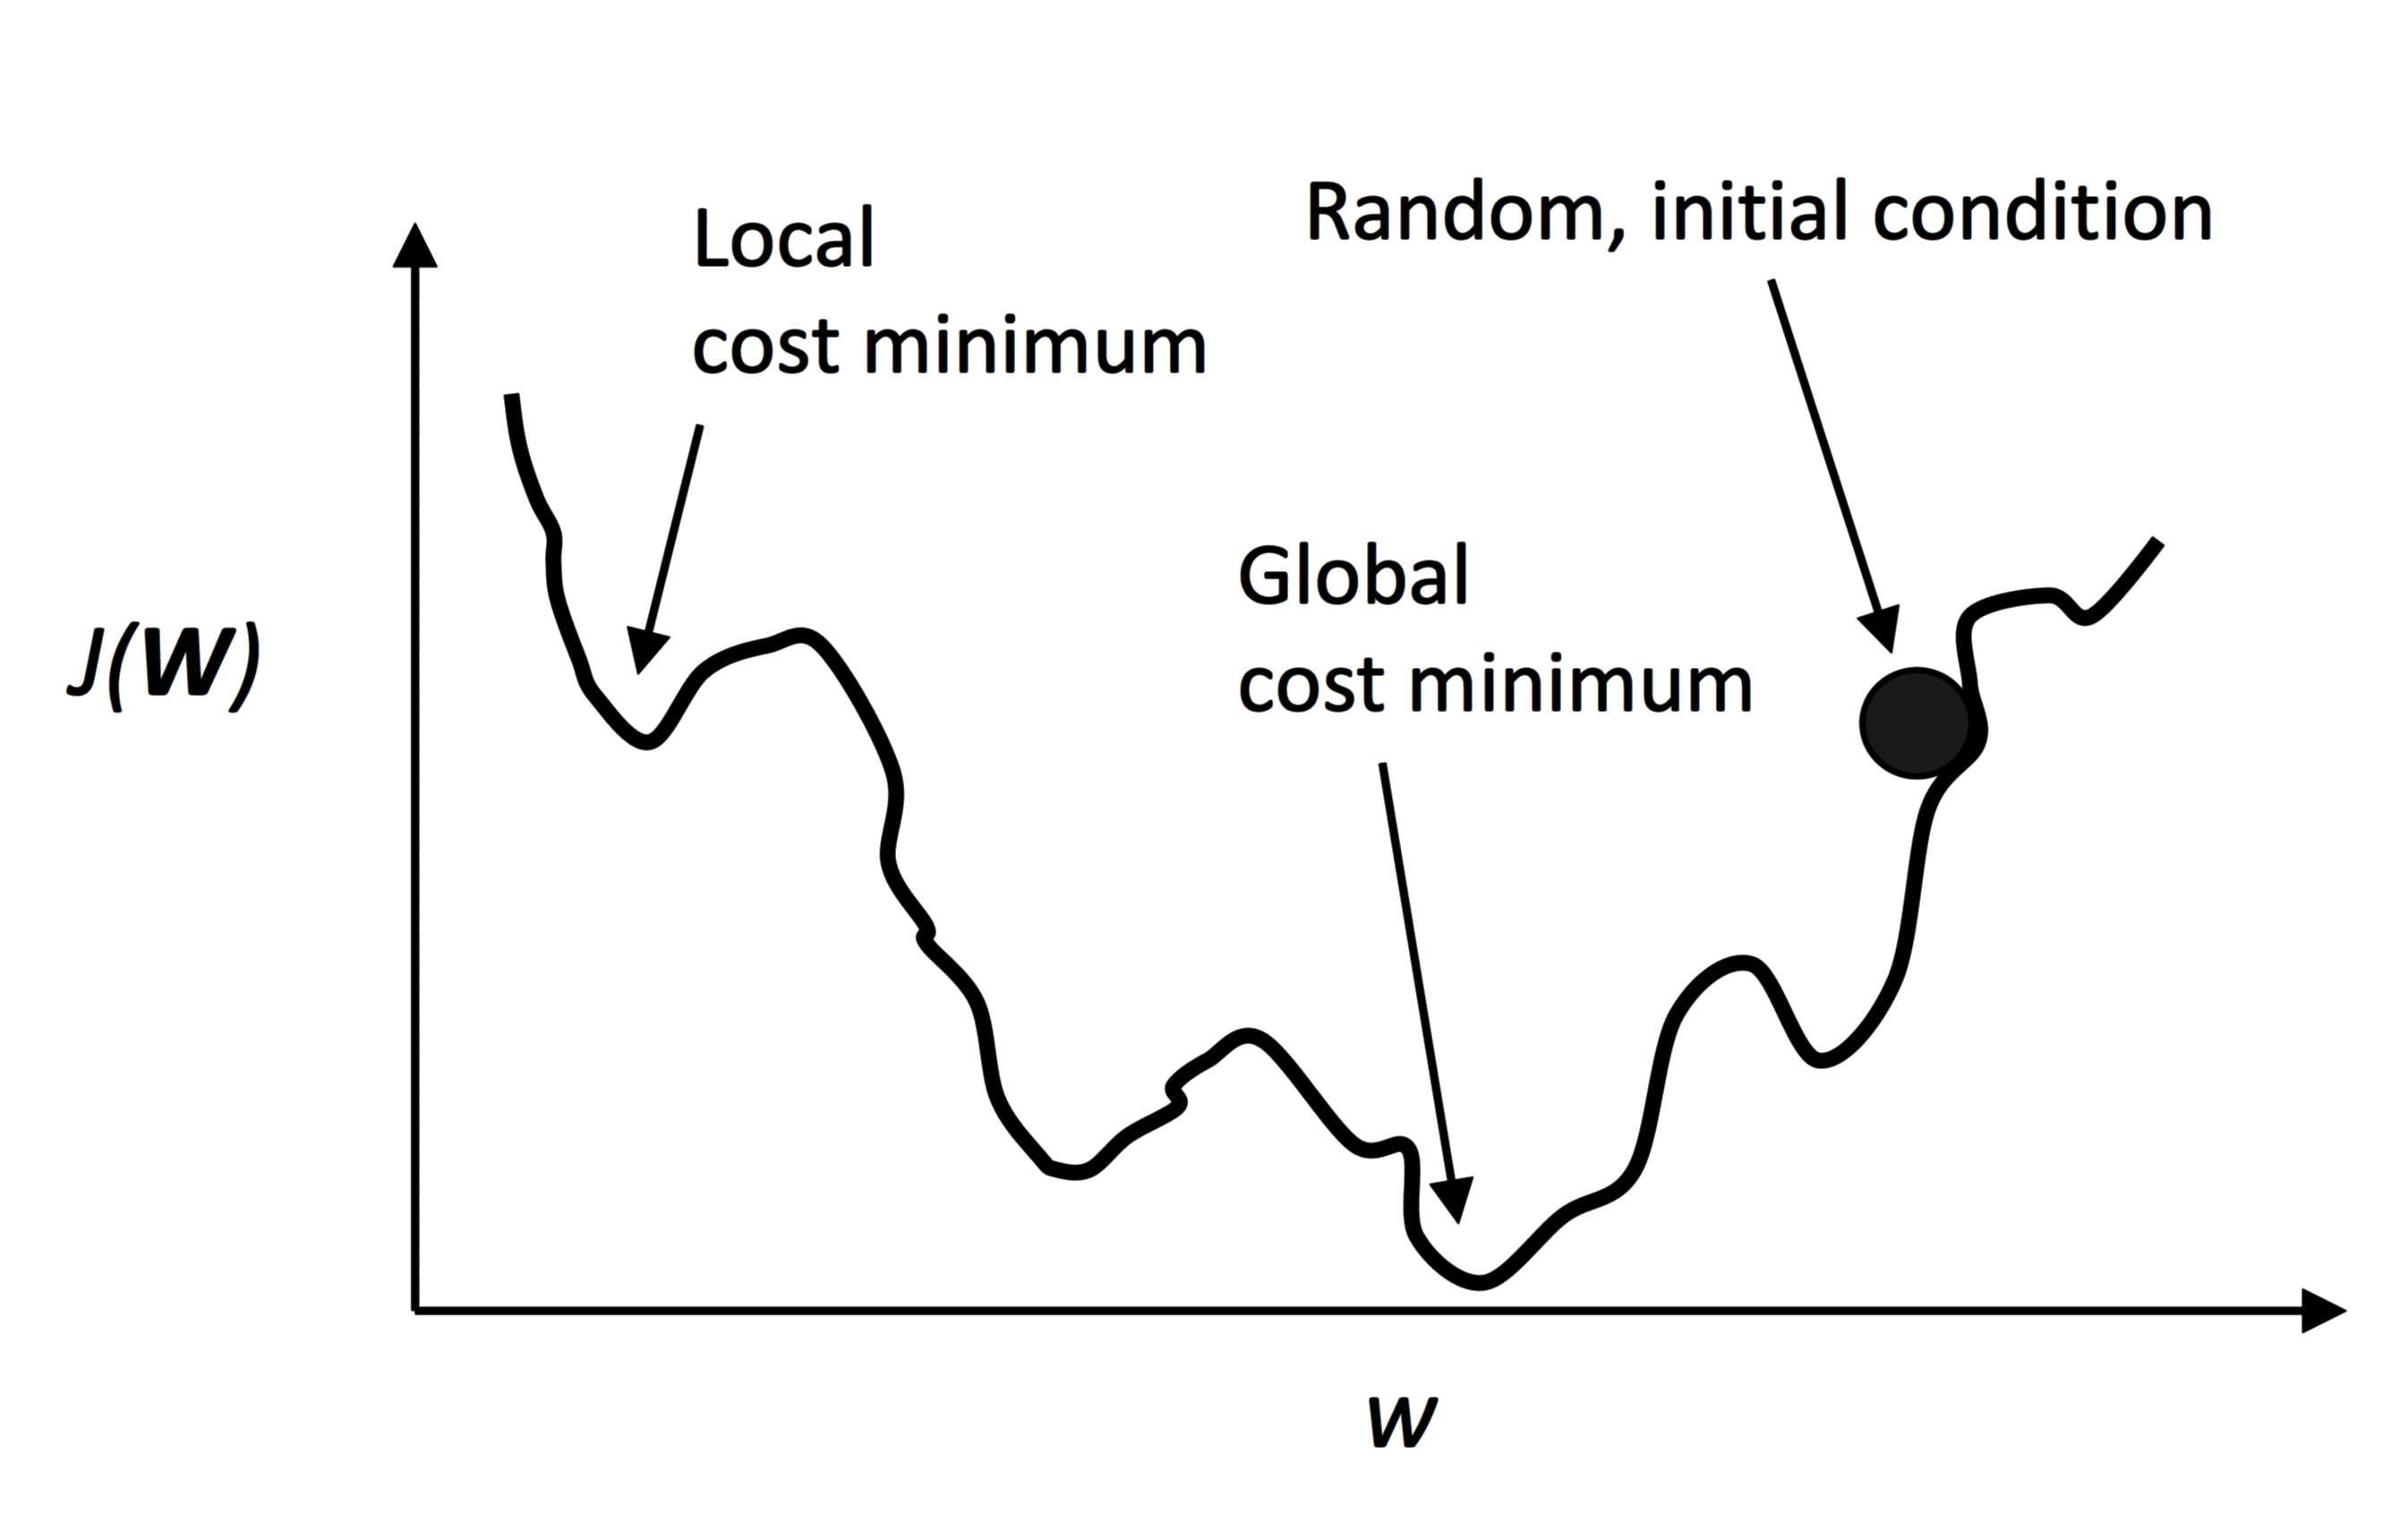 Local
cost minimum
Random, initial condition
Global
cost minimum
J(W)
w